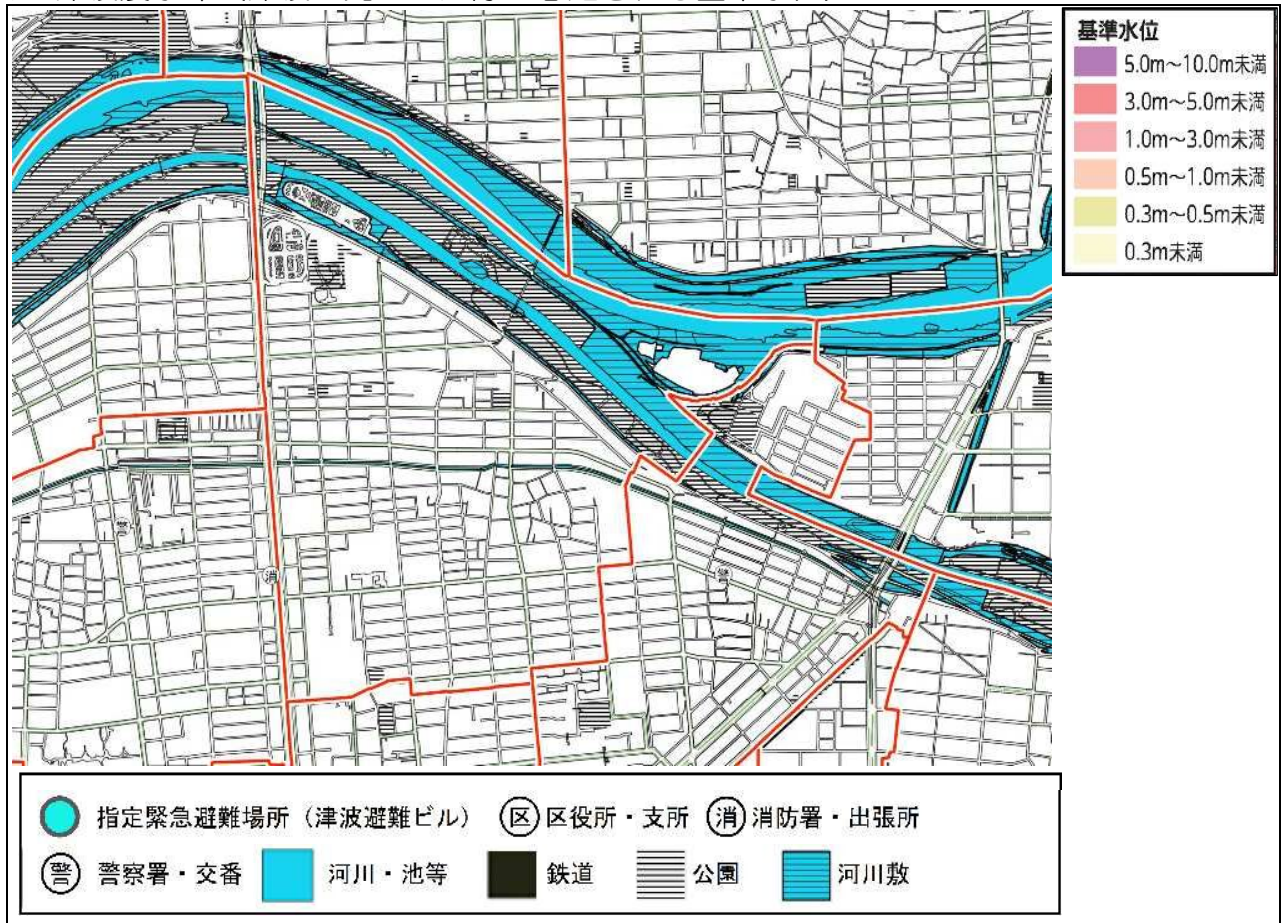 基準水位
5.0m～10.0m未満
3.0m～5.0m未満
1.0m～3.0m未満
0.5m～1.0m未満
0.3m～0.5m未満
0.3m未満
警
消
警
指定緊急避難場所（津波避難ビル） 区 区役所・支所 消 消防署・出張所
警 警察署・交番 河川・池等 鉄道 公園 河川敷